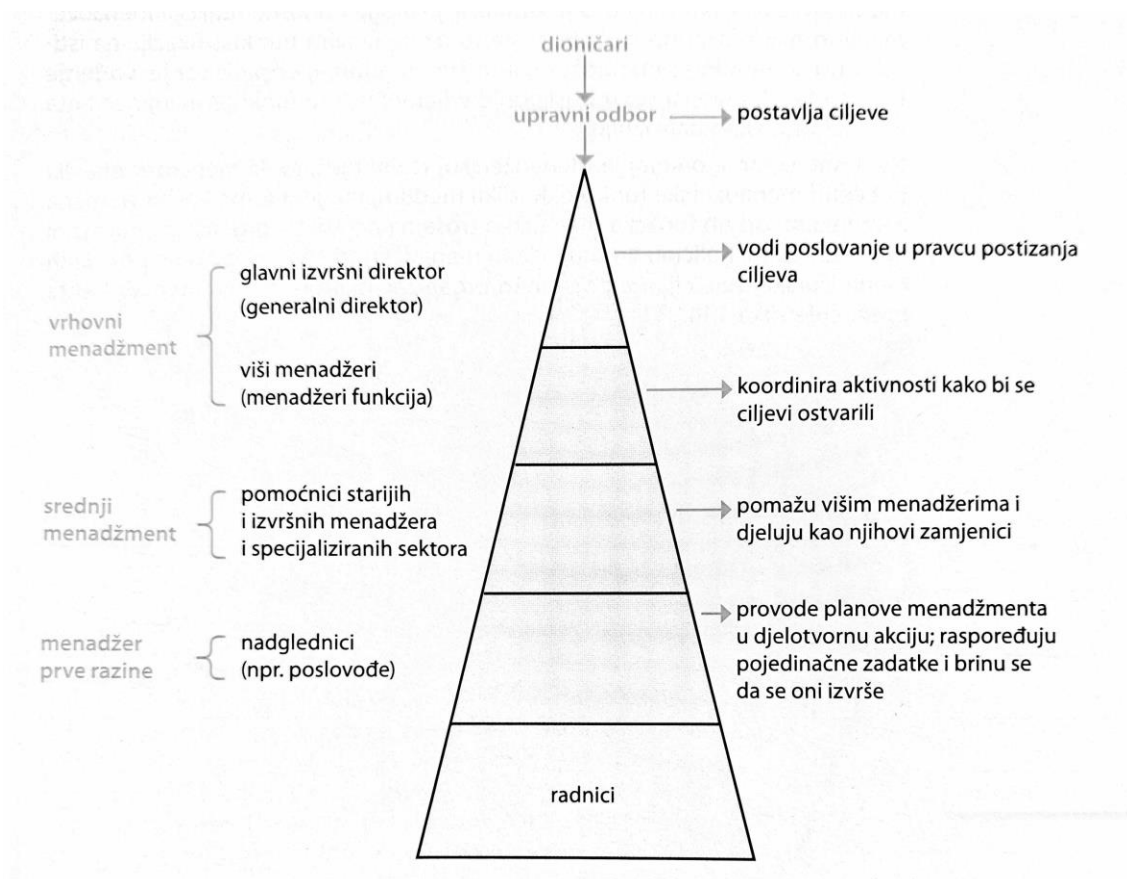 dioničari
upravni odbor
postavlja ciljeve
vrhovni
menadžment
glavni izvršni direktor
(generalni direktor)
vodi poslovanje u pravcu postizanja
ciljeva
viši menadžeri
(menadžeri funkcija)
koordinira aktivnosti kako bi se
ciljevi ostvarili
srednji
menadžment
pomoćnici starijih
i izvršnih menadžera
i specijaliziranih sektora
pomažu višim menadžerima i
djeluju kao njihovi zamjenici
menadžer
prve razine
nadglednici
(npr. poslovođe)
provode planove menadžmenta
u djelotvornu akciju; raspoređuju
pojedinačne zadatke i brinu se
da se oni izvrše
radnici